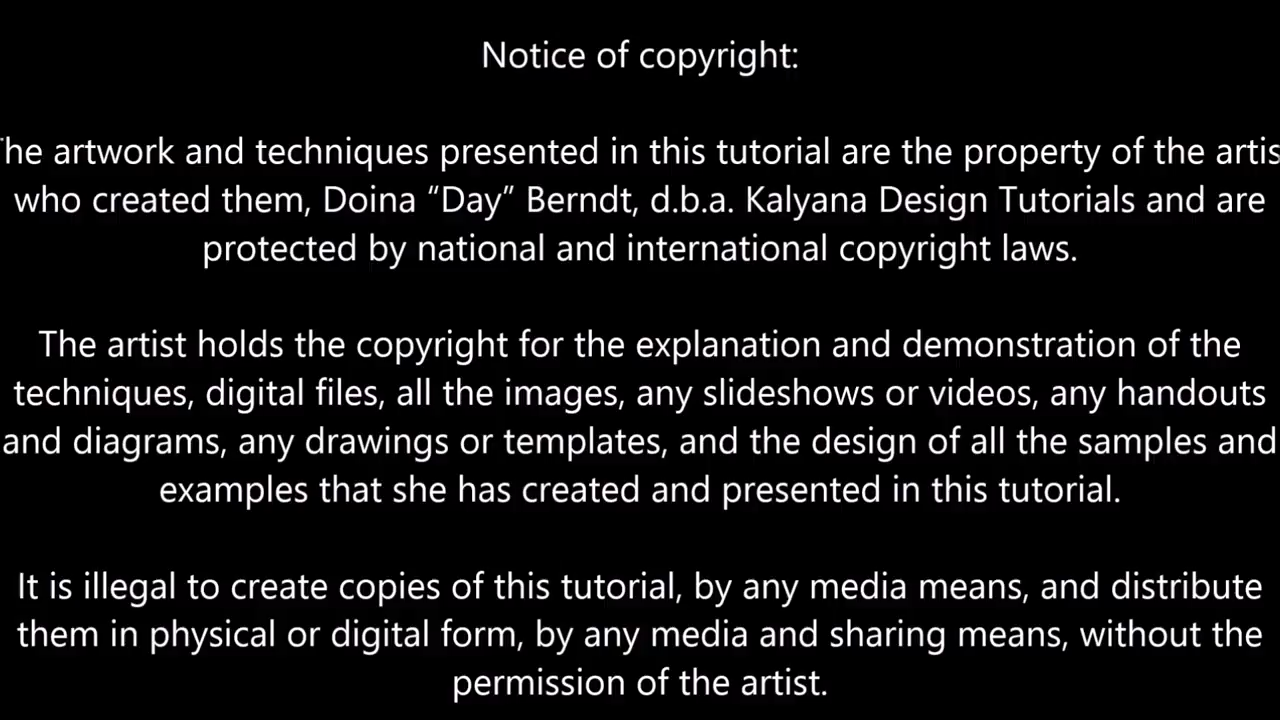 Notice of copyright:
The artwork and techniques presented in this tutorial are the property of the artis
who created them, Doina “Day” Berndt, d.b.a. Kalyana Design Tutorials and are
protected by national and international copyright laws.
The artist holds the copyright for the explanation and demonstration of the
techniques, digital files, all the images, any slideshows or videos, any handouts
and diagrams, any drawings or templates, and the design of all the samples and
examples that she has created and presented in this tutorial.
It is illegal to create copies of this tutorial, by any media means, and distribute
them in physical or digital form, by any media and sharing means, without the
permission of the artist.